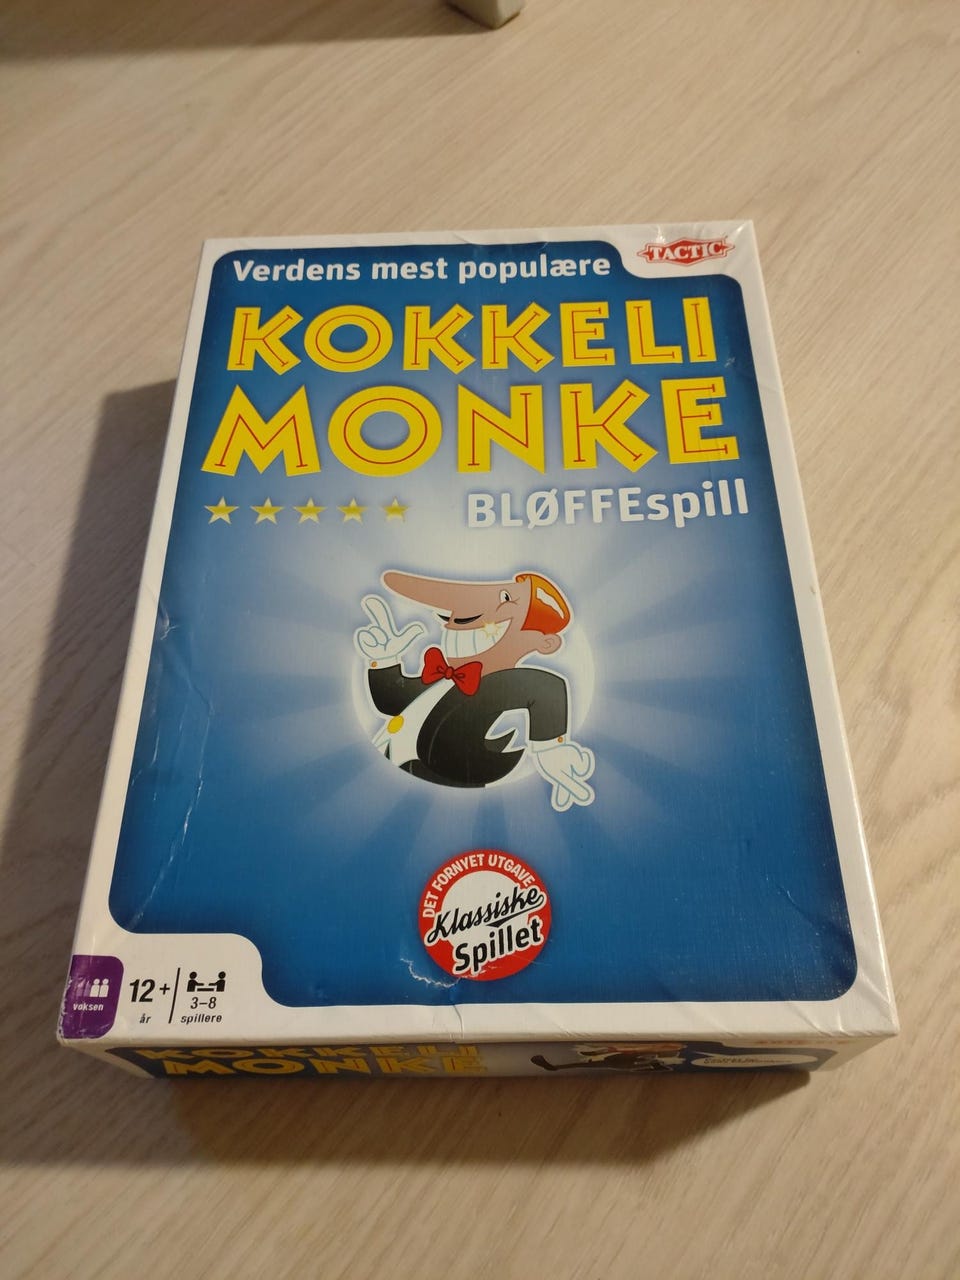 Verdens mest populære
TACTIC
KOKKELI
MONKE
BLØFFEspill
DET FORNYET UTGAVE
Klassiske
Spillet
voksen
12+
år
3–8
spillere
KOKKELI
MONKE